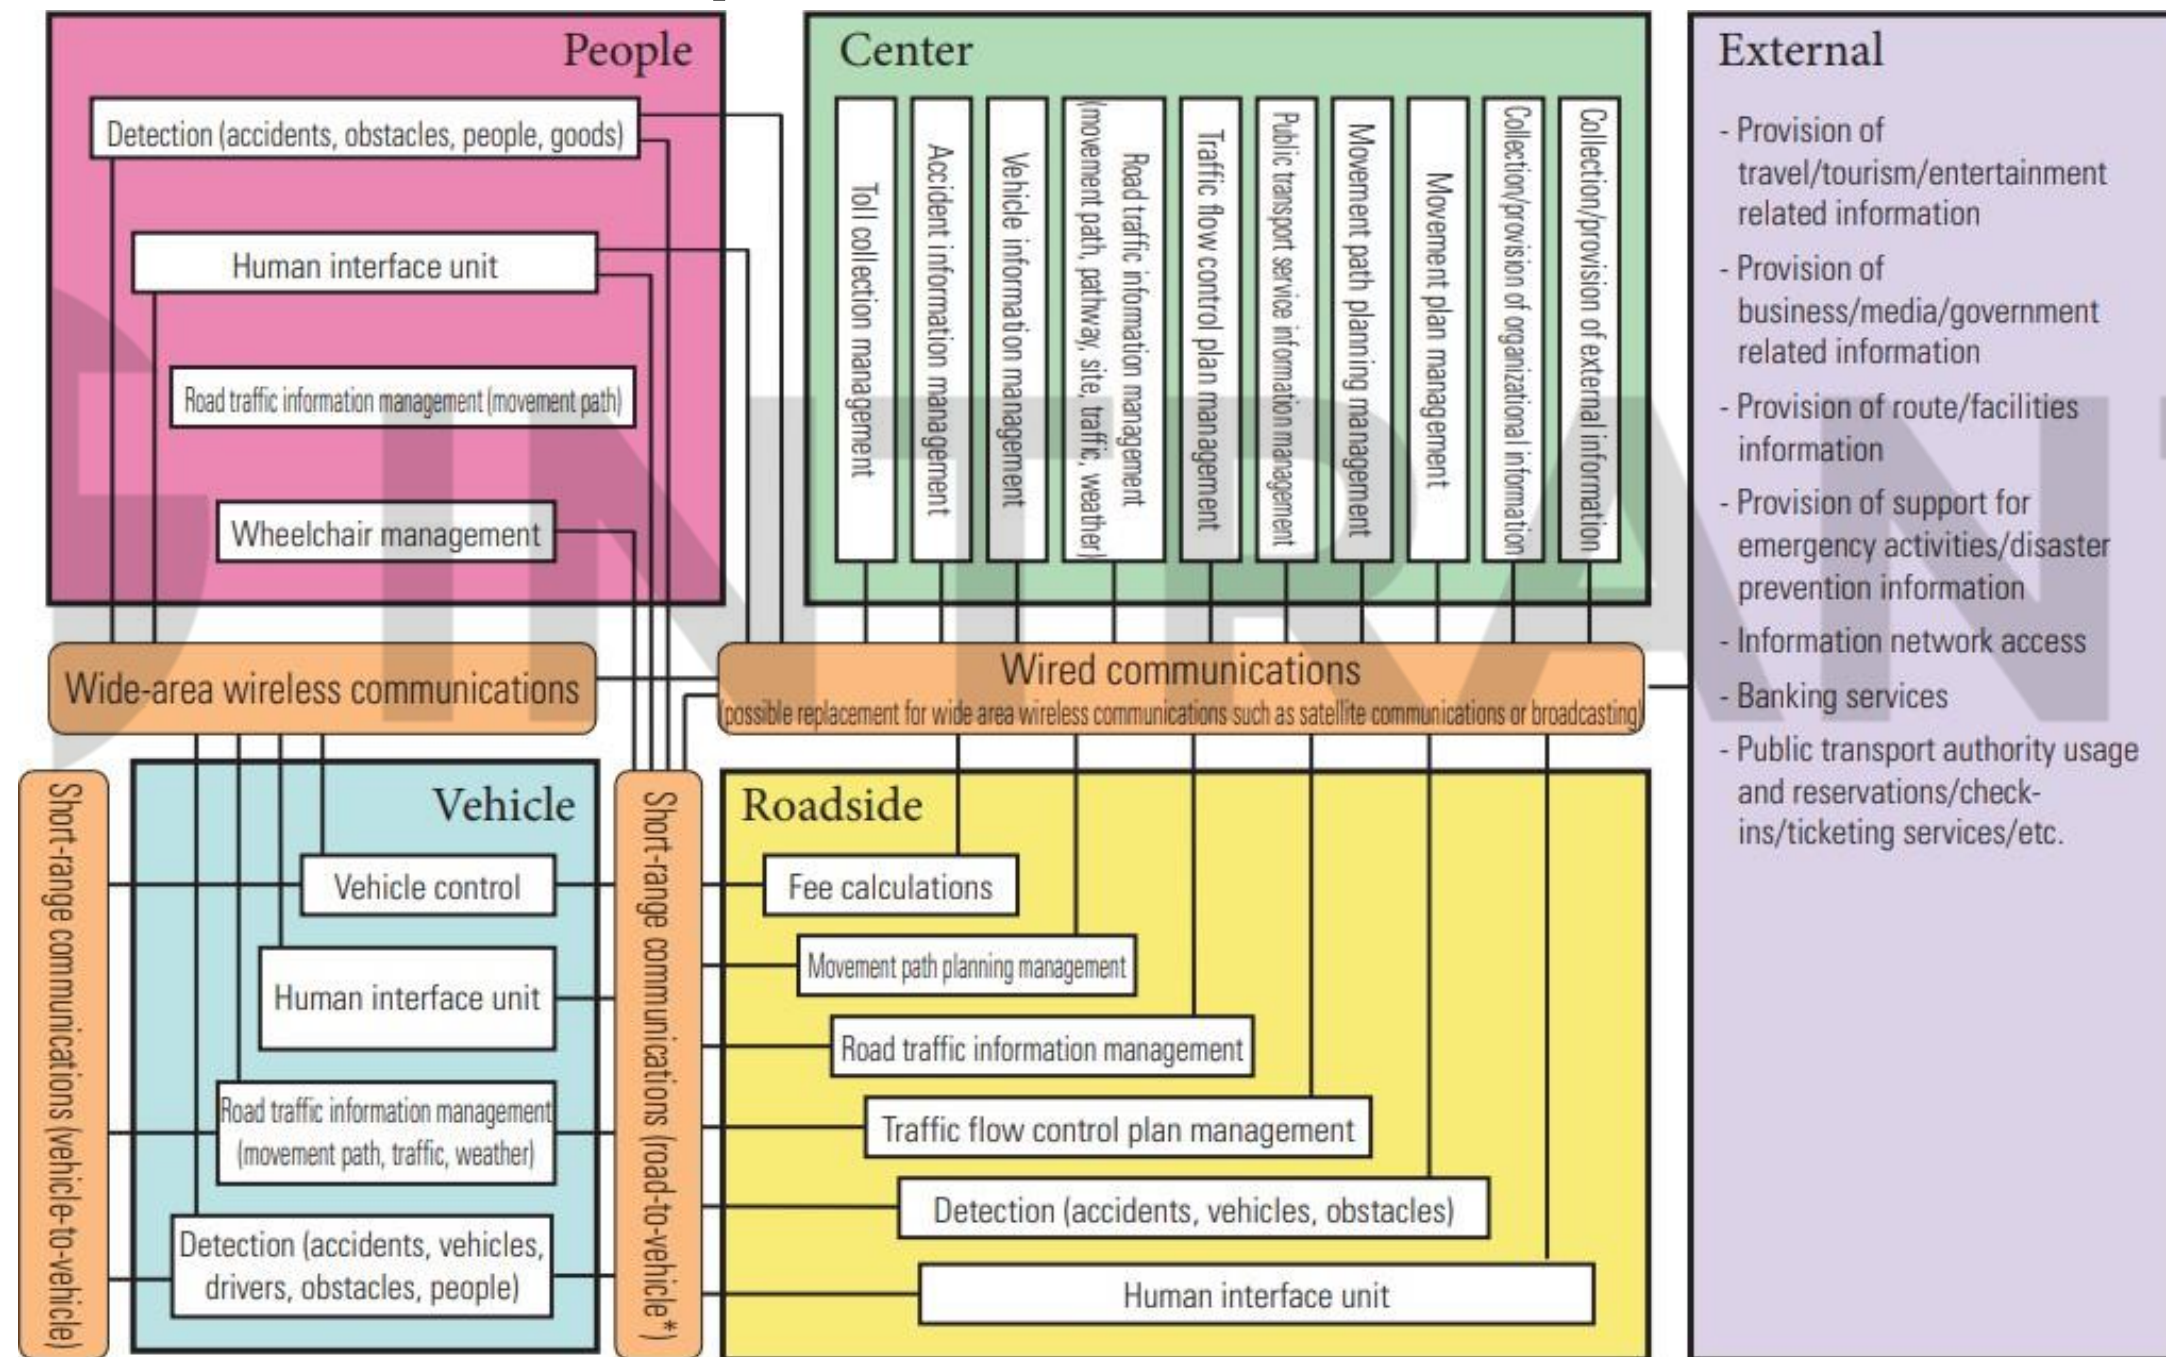 People
Detection (accidents, obstacles, people, goods)
Human interface unit
Road traffic information management (movement path)
Wheelchair management
Center
Toll collection management
Accident information management
Vehicle information management
Road traffic information management
(movement path, pathway, site, traffic, weather)
Traffic flow control plan management
Public transport service information management
Movement path planning management
Movement plan management
Collection/provision of organizational information
Collection/provision of external information
External
- Provision of
travel/tourism/entertainment
related information
- Provision of
business/media/government
related information
- Provision of route/facilities
information
- Provision of support for
emergency activities/disaster
prevention information
- Information network access
- Banking services
- Public transport authority usage
and reservations/check-
ins/ticketing services/etc.
Wide-area wireless communications
Wired communications
(possible replacement for wide area wireless communications such as satellite communications or broadcasting)
Short-range communications (vehicle-to-vehicle)
Vehicle
Vehicle control
Human interface unit
Road traffic information management
(movement path, traffic, weather)
Detection (accidents, vehicles,
drivers, obstacles, people)
Short-range communications (road-to-vehicle*)
Roadside
Fee calculations
Movement path planning management
Road traffic information management
Traffic flow control plan management
Detection (accidents, vehicles, obstacles)
Human interface unit
INTRANT